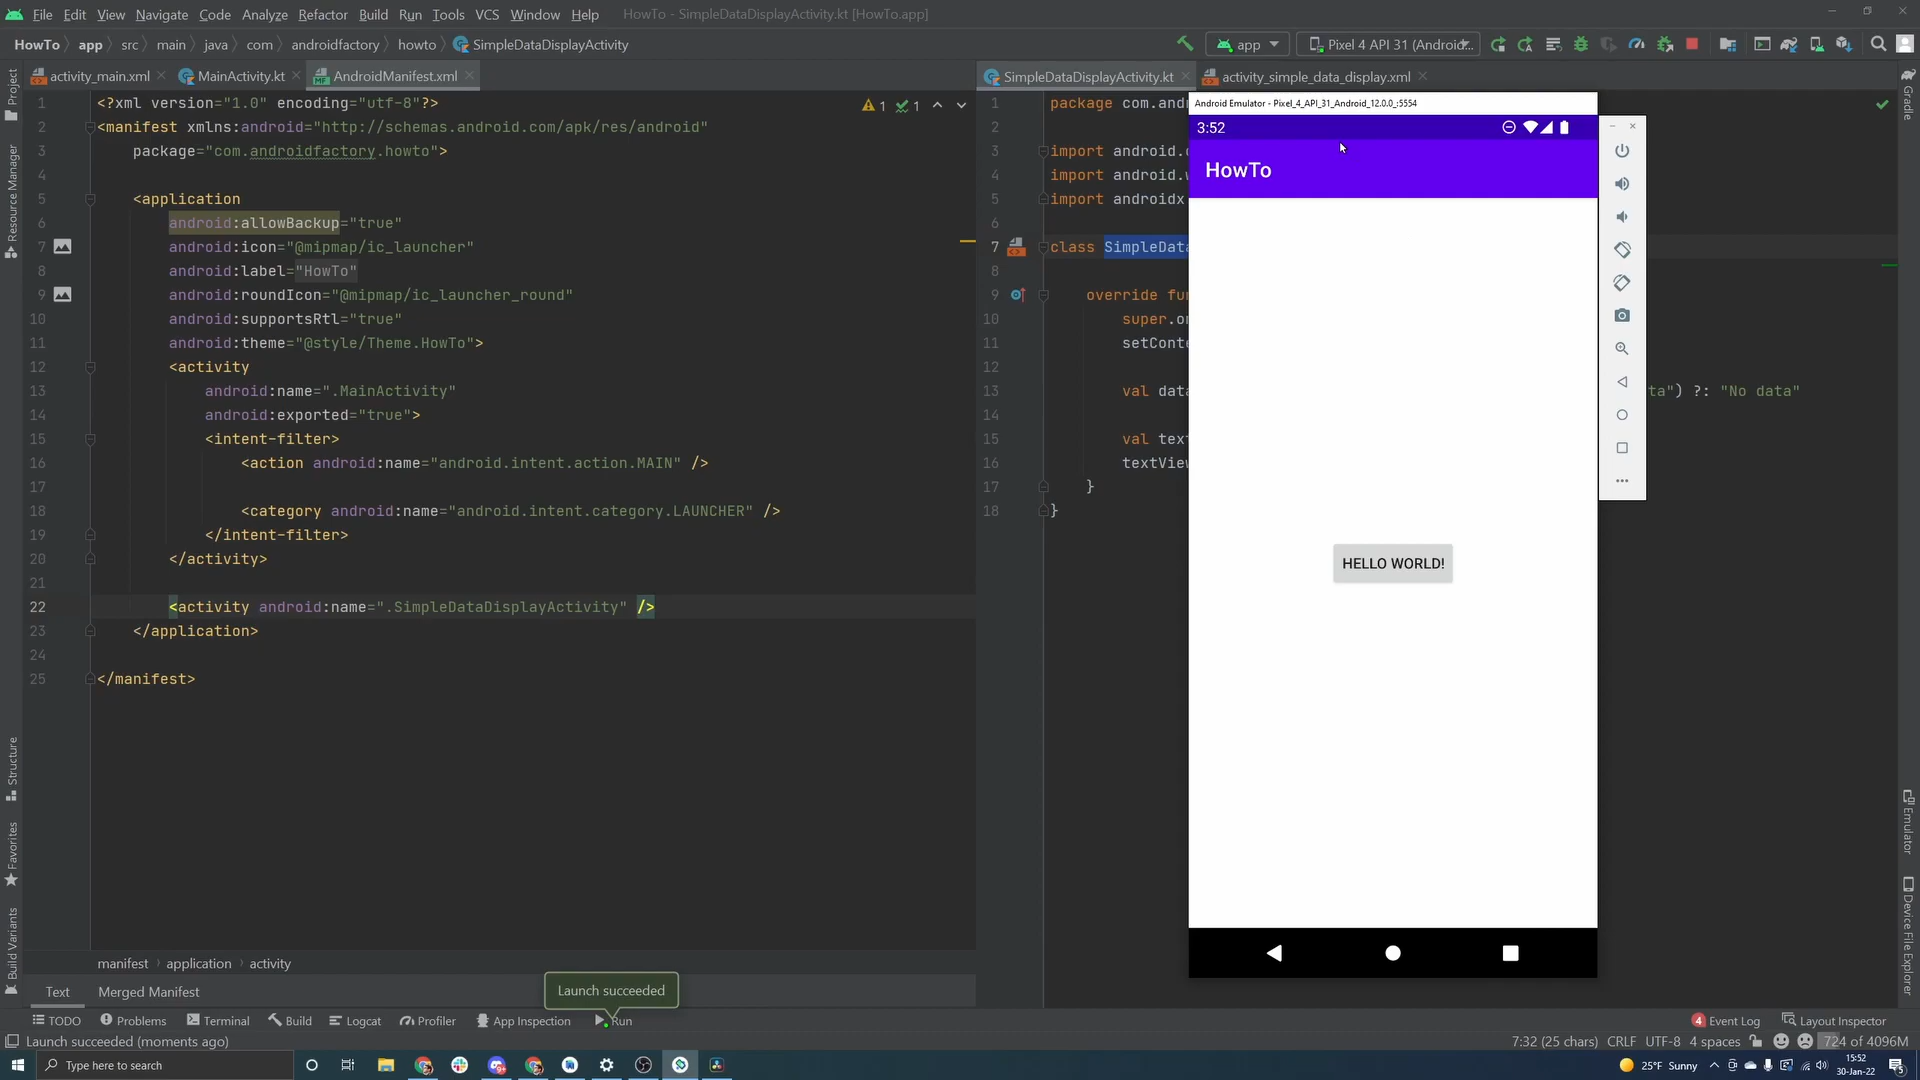 File Edit View Navigate Code Analyze Refactor Build Run Tools VCS Window Help HowTo - SimpleDataDisplayActivity.kt [HowTo.app]
HowTo app src main java com androidfactory howto SimpleDataDisplayActivity app Pixel 4 API 31 (Android
activity_main.xml MainActivity.kt AndroidManifest.xml SimpleDataDisplayActivity.kt activity_simple_data_display.xml
Project
Resource Manager
Structure
Favorites
Build Variants
1 <?xml version="1.0" encoding="utf-8"?>
2 <manifest xmlns:android="http://schemas.android.com/apk/res/android"
3 package="com.androidfactory.howto">
4
5 <application
6 android:allowBackup="true"
7 android:icon="@mipmap/ic_launcher"
8 android:label="HowTo"
9 android:roundIcon="@mipmap/ic_launcher_round"
10 android:supportsRtl="true"
11 android:theme="@style/Theme.HowTo">
12 <activity
13 android:name=".MainActivity"
14 android:exported="true">
15 <intent-filter>
16 <action android:name="android.intent.action.MAIN" />
17
18 <category android:name="android.intent.category.LAUNCHER" />
19 </intent-filter>
20 </activity>
21
22 <activity android:name=".SimpleDataDisplayActivity" />
23 </application>
24
25 </manifest>
1 1
manifest application activity
Text Merged Manifest
1 package com.and
2
3 import android.
4 import android.
5 import androidx
6
7 class SimpleData
8
9 override fun
10 super.on
11 setConte
12
13 val data ta") ?: "No data"
14
15 val text
16 textView
17 }
18 }
Android Emulator - Pixel_4_API_31_Android_12.0.0_:5554
3:52
HowTo
HELLO WORLD!
Gradle
Emulator
Device File Explorer
Launch succeeded
TODO Problems Terminal Build Logcat Profiler App Inspection Run 4 Event Log Layout Inspector
Launch succeeded (moments ago) 7:32 (25 chars) CRLF UTF-8 4 spaces 724 of 4096M
Type here to search 25°F Sunny 15:52
30-Jan-22 5